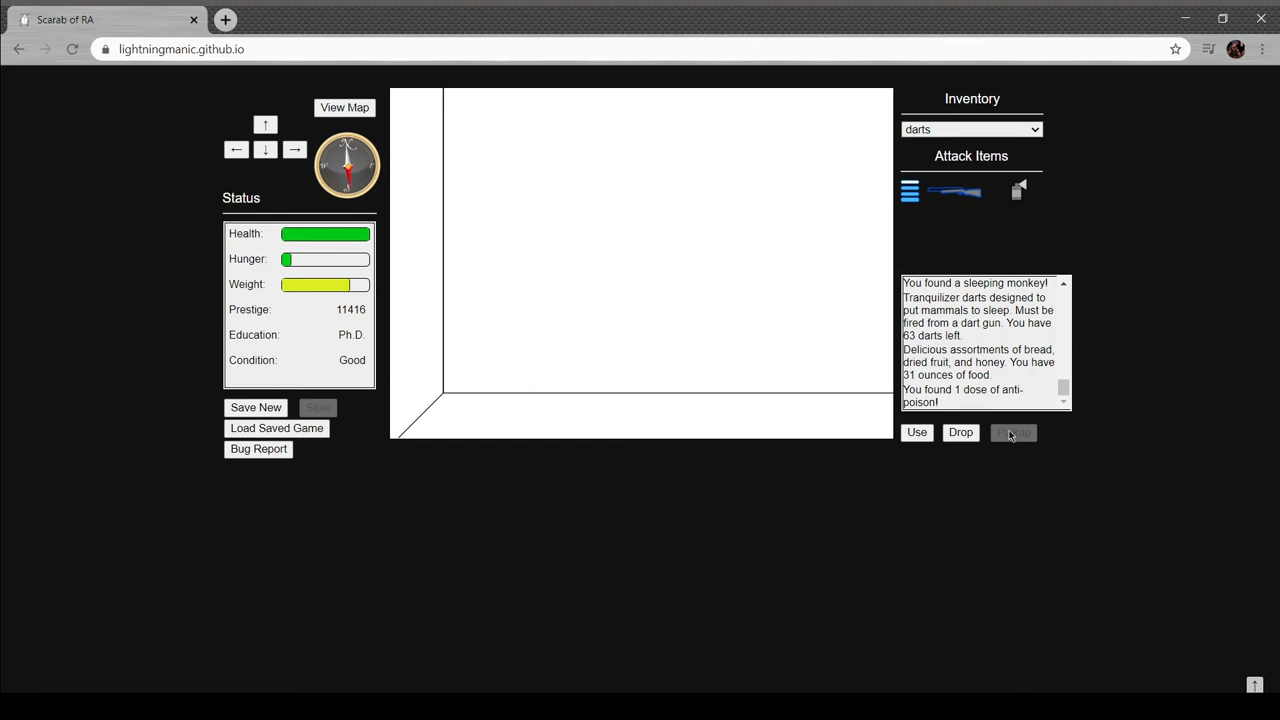 Scarab of RA
lightningmanic.github.io
View Map
↑
← ↓ →
N
Status
Health:
Hunger:
Weight:
Prestige: 11416
Education: Ph.D.
Condition: Good
Save New Save
Load Saved Game
Bug Report
Inventory
darts
Attack Items
You found a sleeping monkey!
Tranquilizer darts designed to
put mammals to sleep. Must be
fired from a dart gun. You have
63 darts left.
Delicious assortments of bread,
dried fruit, and honey. You have
31 ounces of food.
You found 1 dose of anti-
poison!
Use Drop Pickup
↑